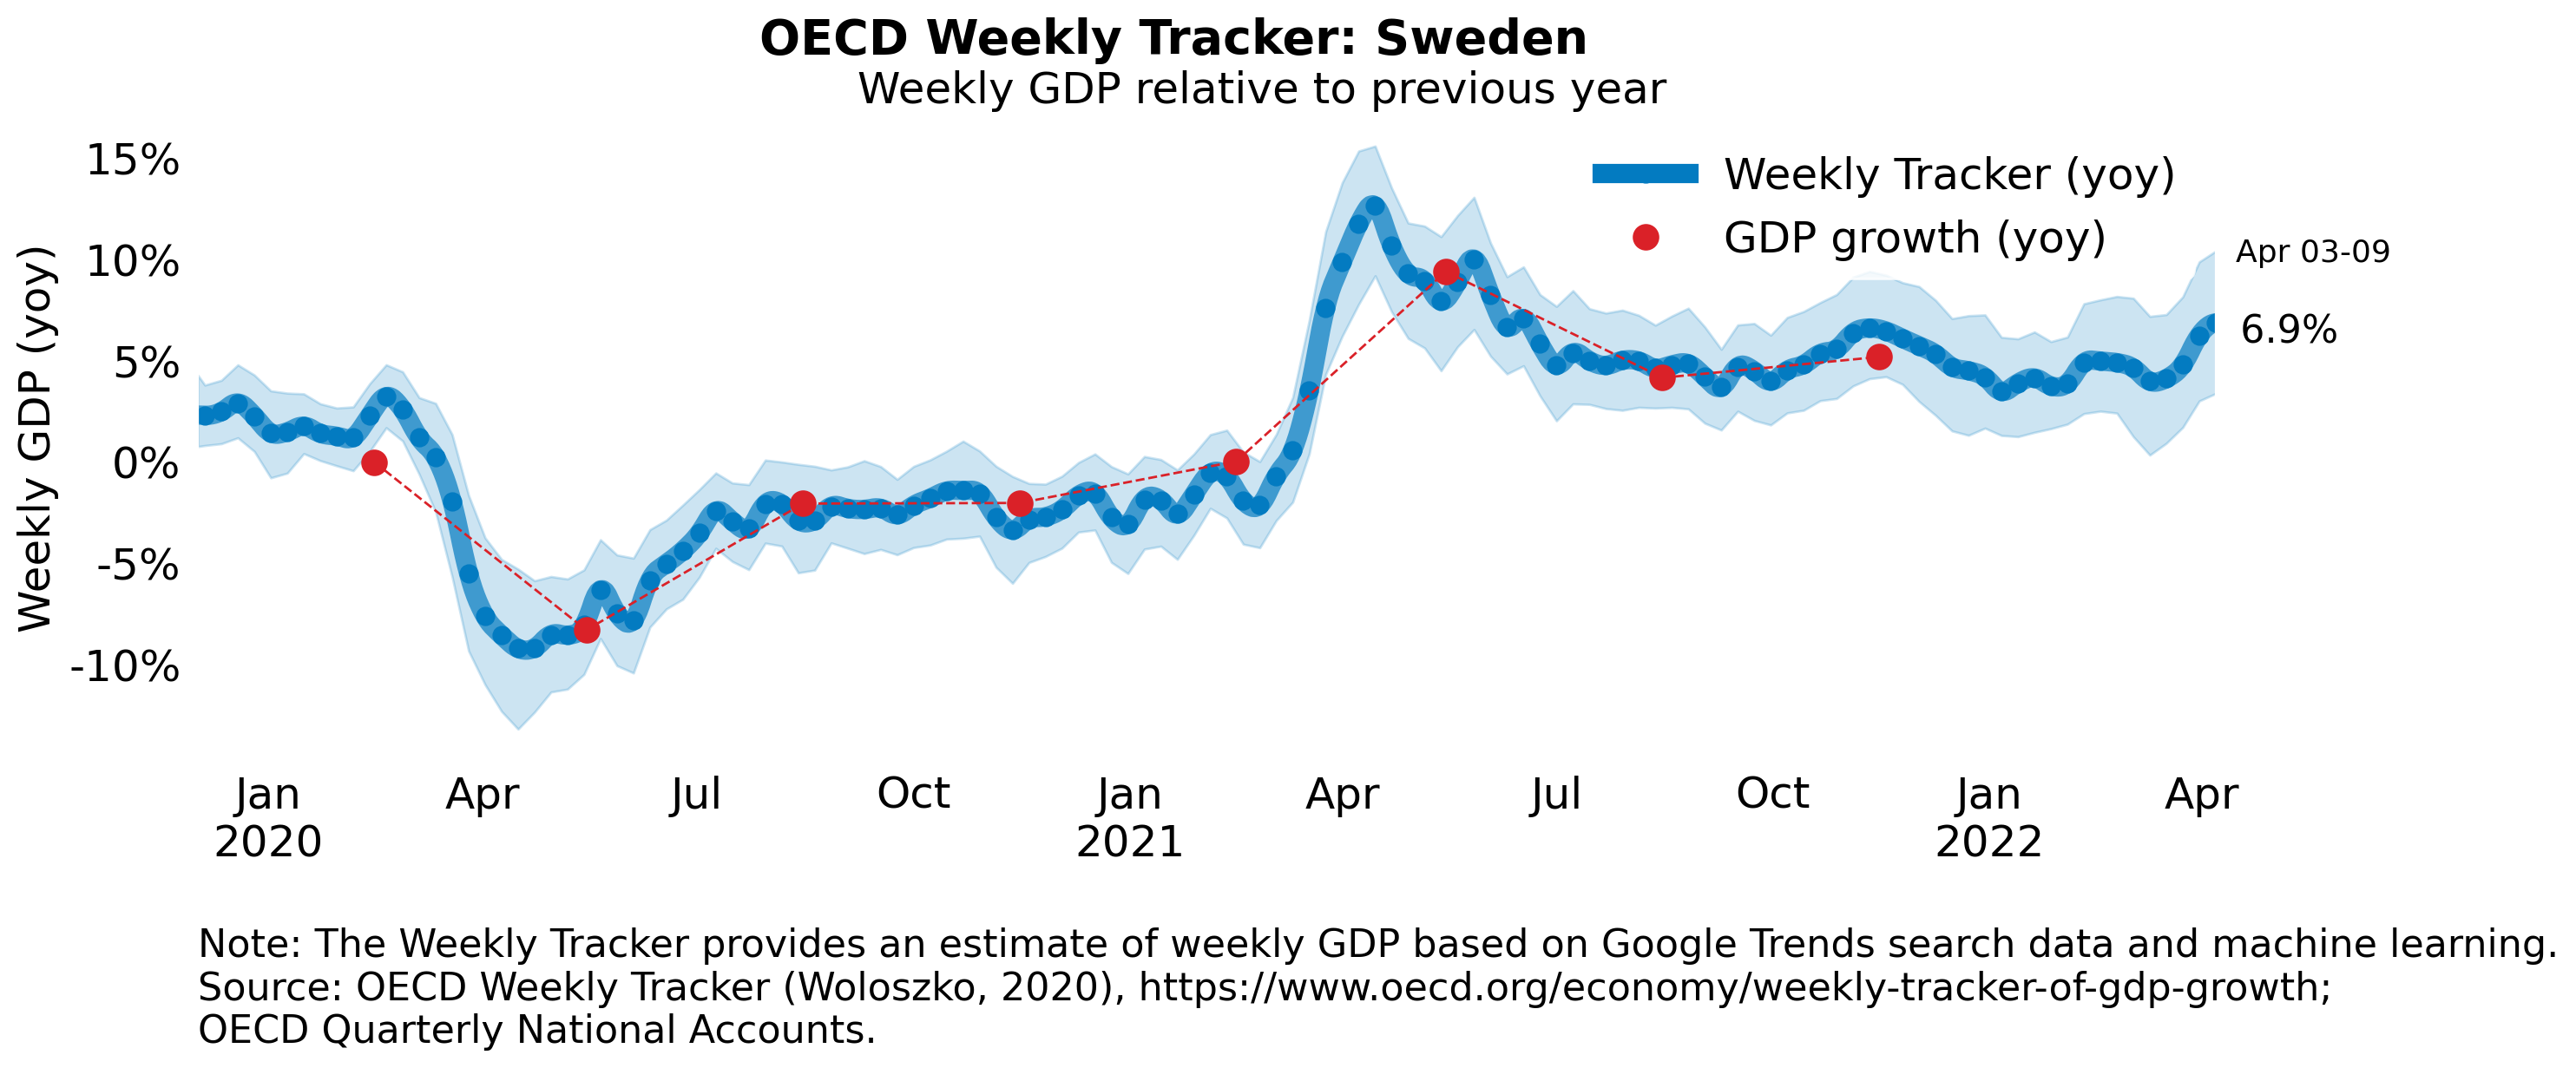 OECD Weekly Tracker: Sweden
Weekly GDP relative to previous year
Weekly GDP (yoy)
15%
10%
5%
0%
-5%
-10%
Weekly Tracker (yoy)
GDP growth (yoy)
Apr 03-09
6.9%
Jan Apr Jul Oct Jan Apr Jul Oct Jan Apr
2020 2021 2022
Note: The Weekly Tracker provides an estimate of weekly GDP based on Google Trends search data and machine learning.
Source: OECD Weekly Tracker (Woloszko, 2020), https://www.oecd.org/economy/weekly-tracker-of-gdp-growth;
OECD Quarterly National Accounts.